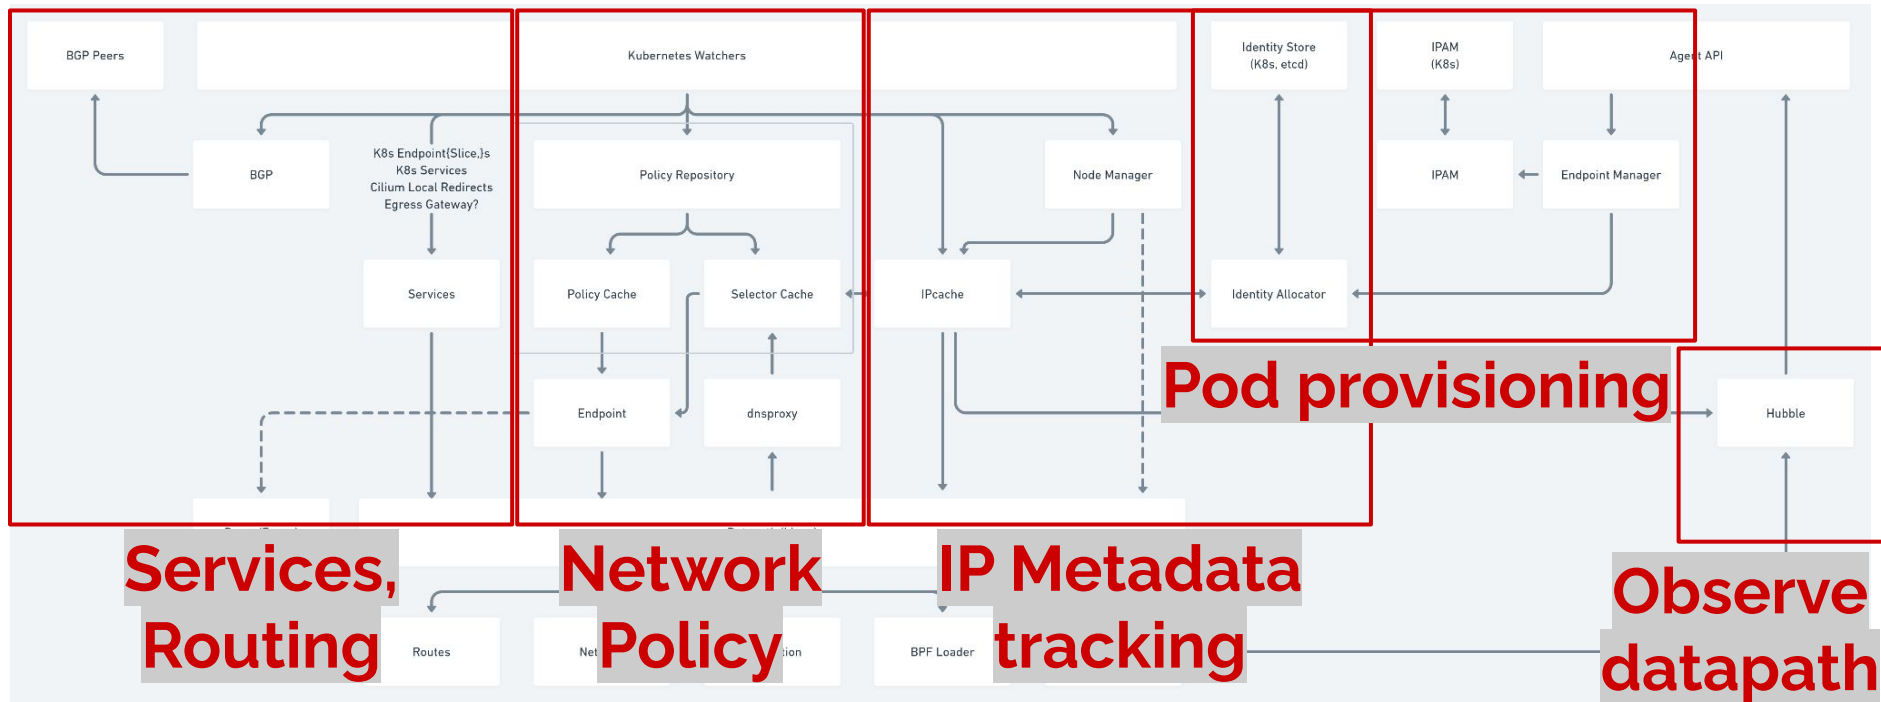 BGP Peers
Kubernetes Watchers
Identity Store
(K8s, etcd)
IPAM
(K8s)
Agent API
BGP
K8s Endpoint{Slice,}s
K8s Services
Cilium Local Redirects
Egress Gateway?
Policy Repository
Node Manager
IPAM
Endpoint Manager
Services
Policy Cache
Selector Cache
IPcache
Identity Allocator
Pod provisioning
Endpoint
dnsproxy
Hubble
Services,
Routing
Network
Policy
IP Metadata
tracking
Observe
datapath
Routes
BPF Loader